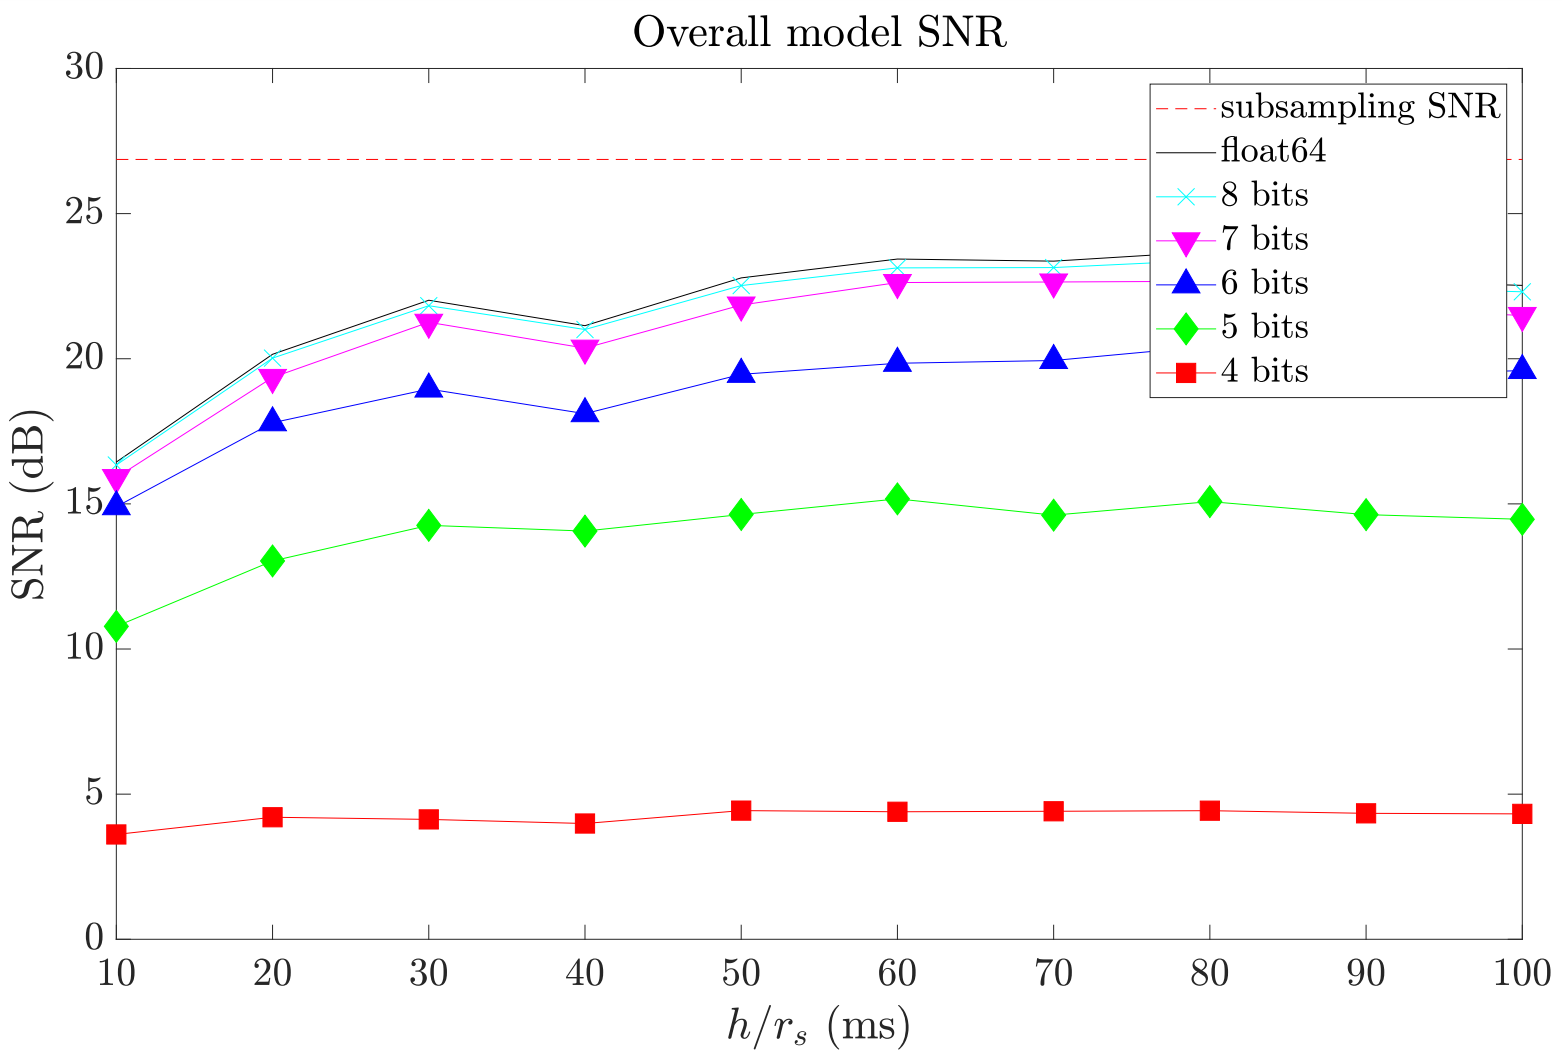 Overall model SNR
30
25
20
15
10
5
0
SNR (dB)
subsampling SNR
float64
8 bits
7 bits
6 bits
5 bits
4 bits
10 20 30 40 50 60 70 80 90 100
h/r_s (ms)